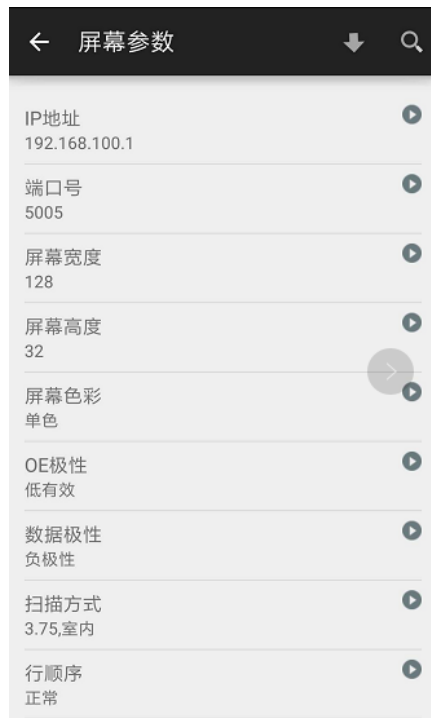 屏幕参数
IP地址
192.168.100.1
端口号
5005
屏幕宽度
128
屏幕高度
32
屏幕色彩
单色
OE极性
低有效
数据极性
负极性
扫描方式
3.75,室内
行顺序
正常